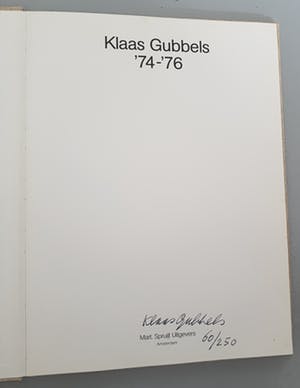 Klaas Gubbels
'74-'76
Klaas Gubbels
Mart. Spruijt Uitgevers 60/250
Amsterdam